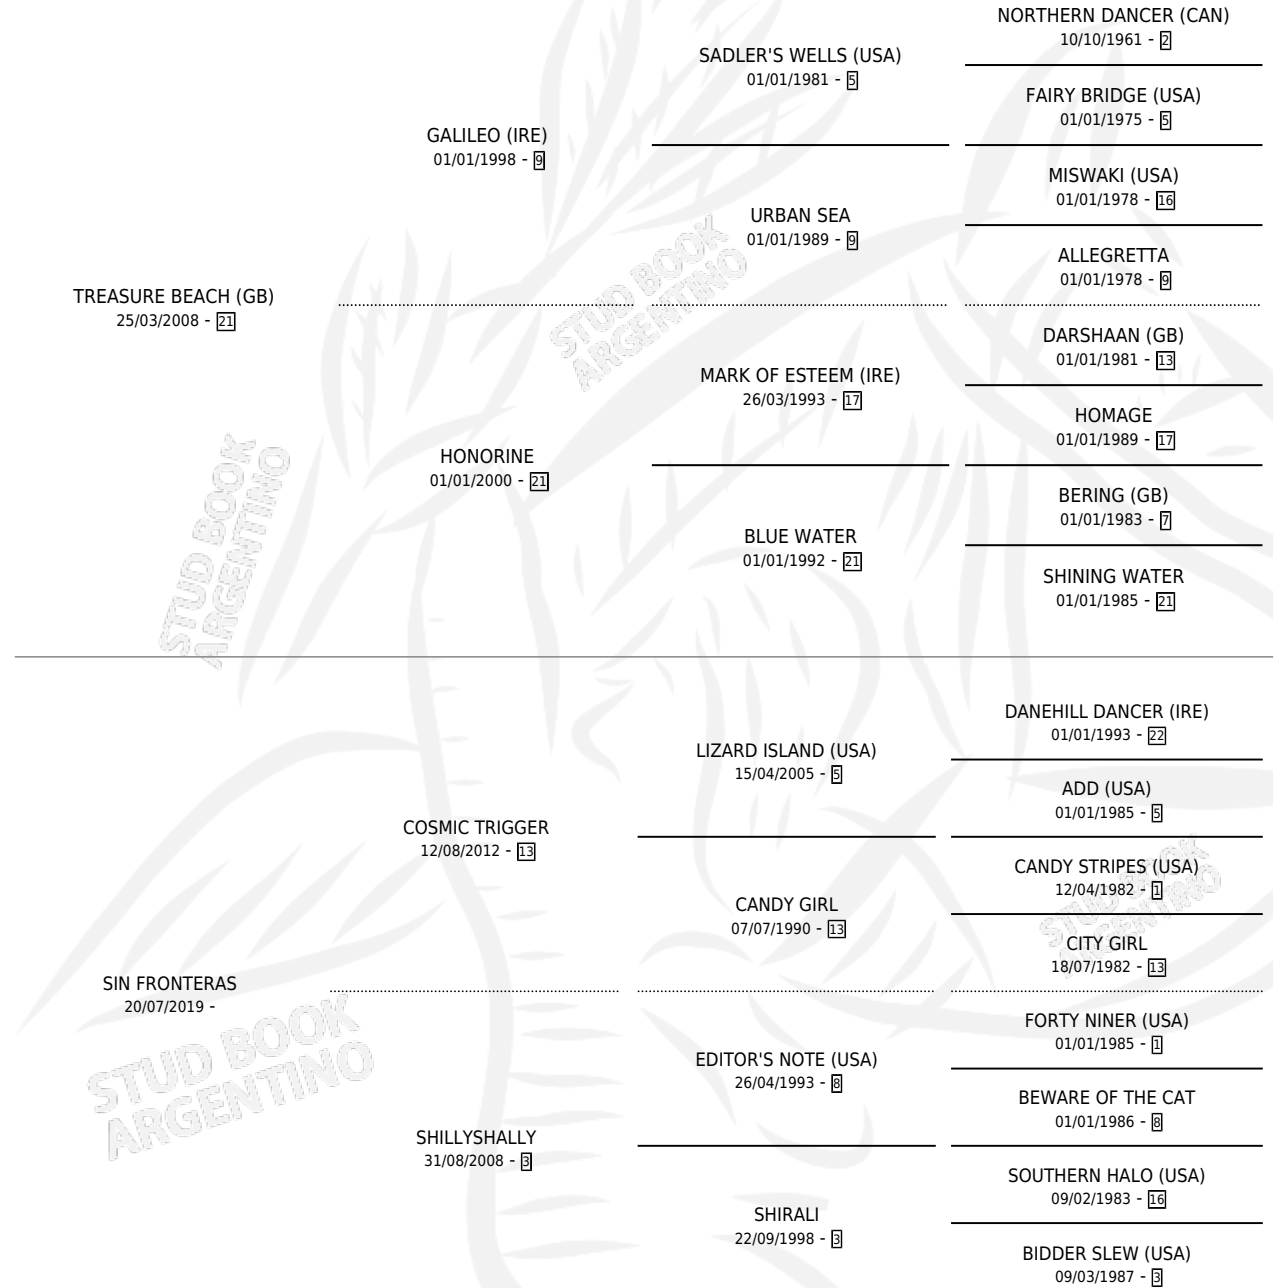 NORTHERN DANCER (CAN)
10/10/1961 - 2
SADLER'S WELLS (USA)
01/01/1981 - 5
FAIRY BRIDGE (USA)
01/01/1975 - 5
GALILEO (IRE)
01/01/1998 - 9
MISWAKI (USA)
01/01/1978 - 16
URBAN SEA
01/01/1989 - 9
ALLEGRETTA
01/01/1978 - 9
TREASURE BEACH (GB)
25/03/2008 - 21
DARSHAAN (GB)
01/01/1981 - 13
MARK OF ESTEEM (IRE)
26/03/1993 - 17
HOMAGE
01/01/1989 - 17
HONORINE
01/01/2000 - 21
BERING (GB)
01/01/1983 - 7
BLUE WATER
01/01/1992 - 21
SHINING WATER
01/01/1985 - 21
DANEHILL DANCER (IRE)
01/01/1993 - 22
LIZARD ISLAND (USA)
15/04/2005 - 5
ADD (USA)
01/01/1985 - 5
COSMIC TRIGGER
12/08/2012 - 13
CANDY STRIPES (USA)
12/04/1982 - 1
CANDY GIRL
07/07/1990 - 13
CITY GIRL
18/07/1982 - 13
SIN FRONTERAS
20/07/2019 -
FORTY NINER (USA)
01/01/1985 - 1
EDITOR'S NOTE (USA)
26/04/1993 - 8
BEWARE OF THE CAT
01/01/1986 - 8
SHILLYSHALLY
31/08/2008 - 3
SOUTHERN HALO (USA)
09/02/1983 - 16
SHIRALI
22/09/1998 - 3
BIDDER SLEW (USA)
09/03/1987 - 3
STUD BOOK
ARGENTINO
STUD BOOK
ARGENTINO
STUD BOOK
ARGENTINO
STUD BOOK
ARGENTINO